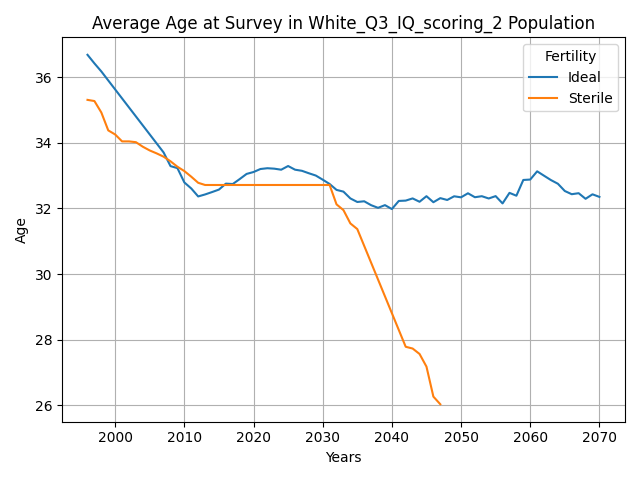 Average Age at Survey in White_Q3_IQ_scoring_2 Population
Fertility
Ideal
Sterile
36
34
32
30
28
26
Age
2000
2010
2020
2030
2040
2050
2060
2070
Years